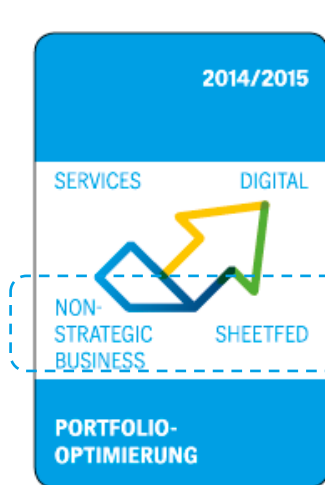 2014/2015
SERVICES DIGITAL
NON-
STRATEGIC SHEETFED
BUSINESS
PORTFOLIO-
OPTIMIERUNG